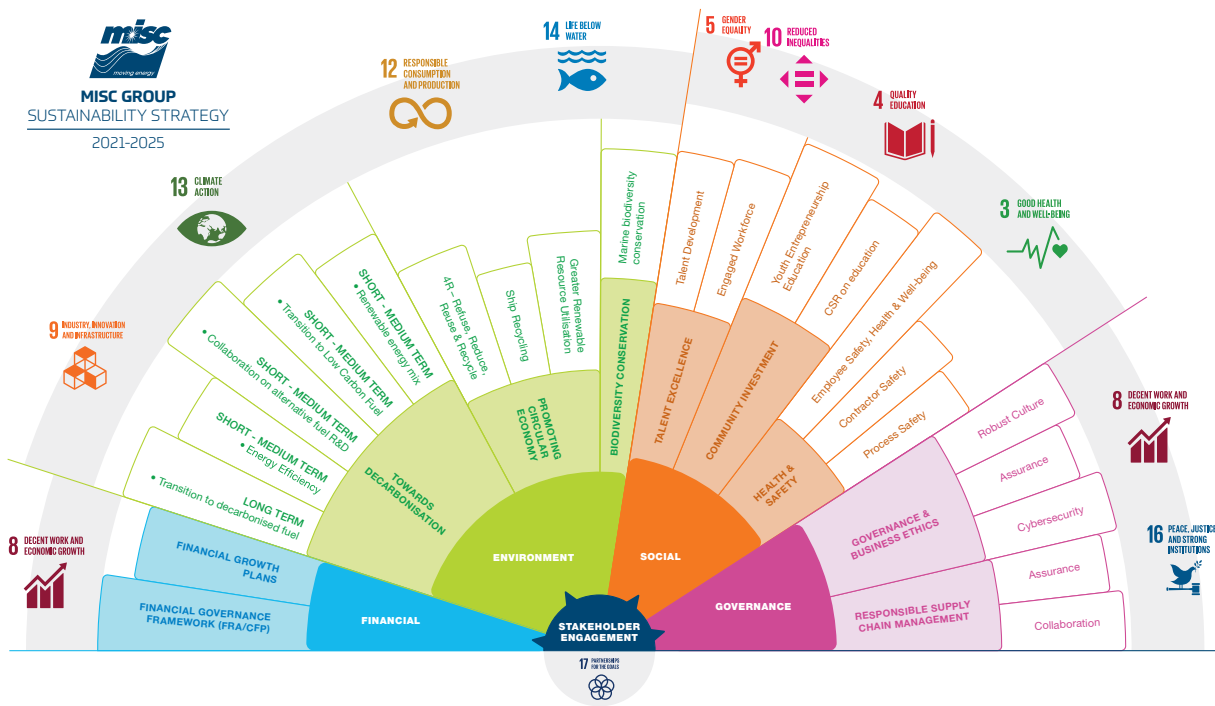 misc
moving energy
MISC GROUP
SUSTAINABILITY STRATEGY
2021-2025
8 DECENT WORK AND
ECONOMIC GROWTH
9 INDUSTRY, INNOVATION
AND INFRASTRUCTURE
13 CLIMATE
ACTION
12 RESPONSIBLE
CONSUMPTION
AND PRODUCTION
14 LIFE BELOW
WATER
5 GENDER
EQUALITY
10 REDUCED
INEQUALITIES
4 QUALITY
EDUCATION
3 GOOD HEALTH
AND WELL-BEING
8 DECENT WORK AND
ECONOMIC GROWTH
16 PEACE, JUSTIC
AND STRONG
INSTITUTIONS
17 PARTNERSHIPS
FOR THE GOALS
STAKEHOLDER
ENGAGEMENT
FINANCIAL
FINANCIAL GOVERNANCE
FRAMEWORK (FRA/CFP)
FINANCIAL GROWTH
PLANS
ENVIRONMENT
TOWARDS
DECARBONISATION
LONG TERM
• Transition to decarbonised fuel
SHORT - MEDIUM TERM
• Energy Efficiency
SHORT - MEDIUM TERM
• Collaboration on alternative fuel R&D
SHORT - MEDIUM TERM
• Transition to Low Carbon Fuel
SHORT - MEDIUM TERM
• Renewable energy mix
PROMOTING
CIRCULAR
ECONOMY
4R – Refuse, Reduce,
Reuse & Recycle
Ship Recycling
Greater Renewable
Resource Utilisation
BIODIVERSITY CONSERVATION
Marine biodiversity
conservation
SOCIAL
TALENT EXCELLENCE
Talent Development
Engaged Workforce
COMMUNITY INVESTMENT
Youth Entrepreneurship
Education
CSR on education
HEALTH &
SAFETY
Employee Safety, Health & Well-being
Contractor Safety
Process Safety
GOVERNANCE
GOVERNANCE &
BUSINESS ETHICS
Robust Culture
Assurance
Cybersecurity
RESPONSIBLE SUPPLY
CHAIN MANAGEMENT
Assurance
Collaboration